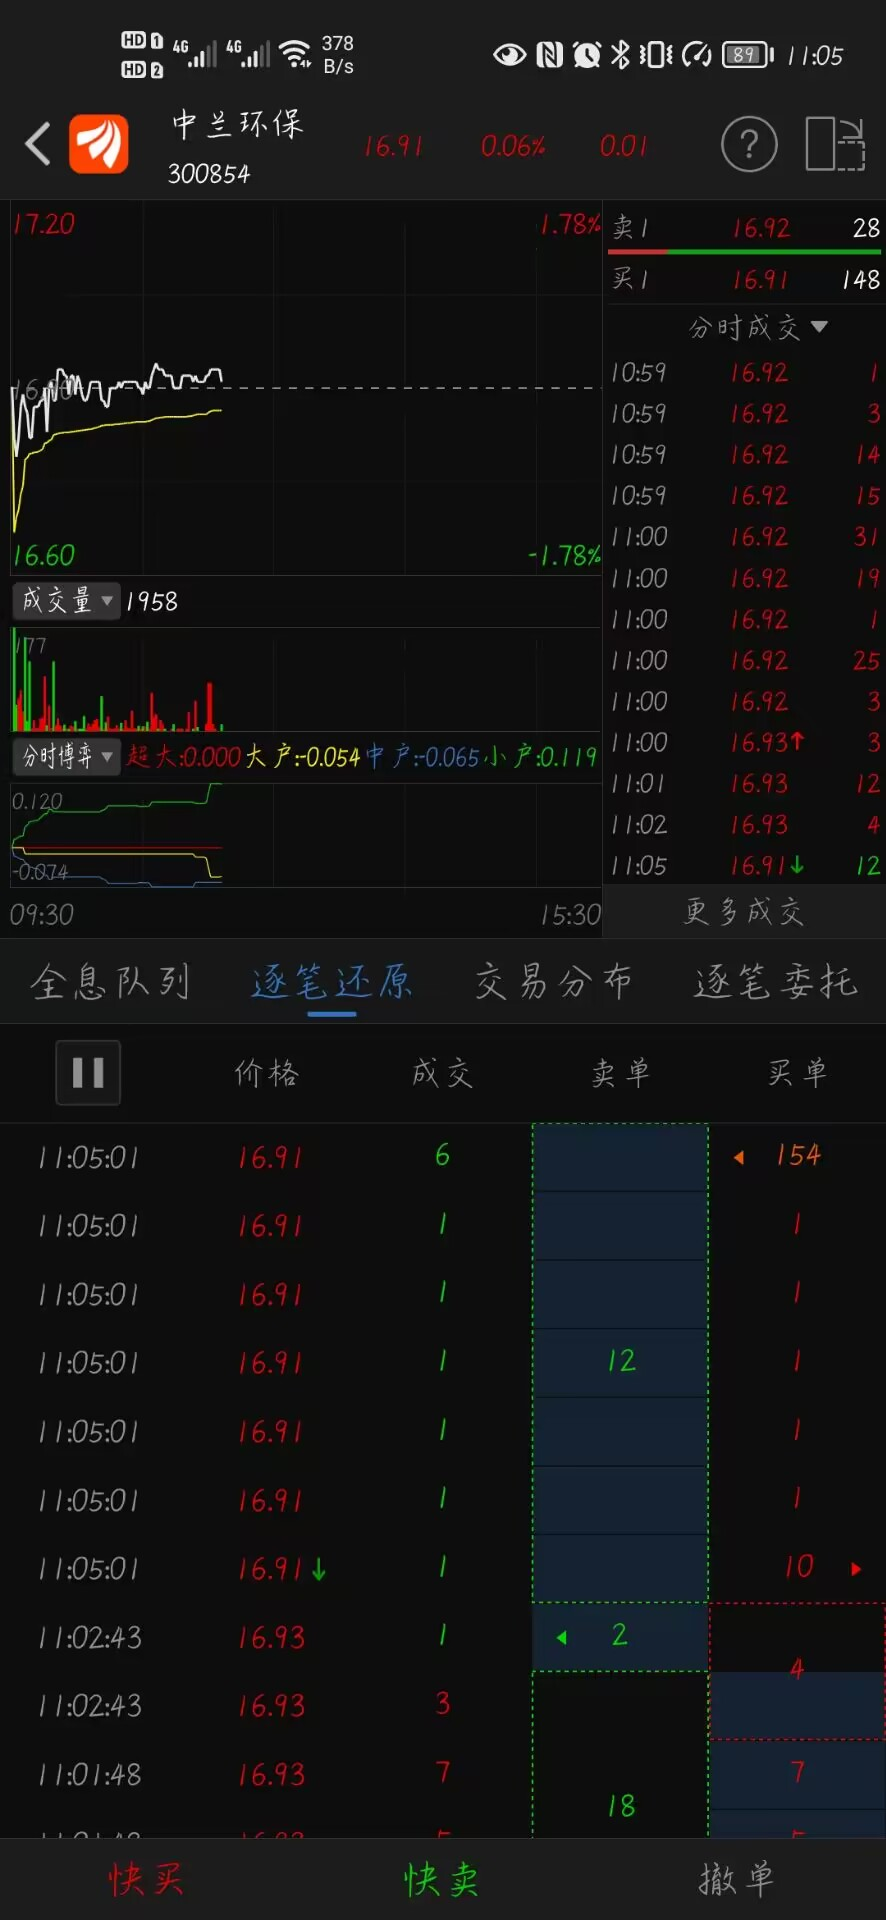 HD 1 4G 4G 378 B/s 89 11:05
HD 2
中兰环保 16.91 0.06% 0.01 ?
300854
17.20 1.78%
16.60 -1.78%
成交量 1958
177
分时博弈 超大:0.000 大户:-0.054 中户:-0.065 小户:0.119
0.120
-0.074
09:30 15:30
卖1 16.92 28
买1 16.91 148
分时成交
10:59 16.92 1
10:59 16.92 3
10:59 16.92 14
10:59 16.92 15
11:00 16.92 31
11:00 16.92 19
11:00 16.92 1
11:00 16.92 25
11:00 16.92 3
11:00 16.93↑ 3
11:01 16.93 12
11:02 16.93 4
11:05 16.91↓ 12
更多成交
全息队列 逐笔还原 交易分布 逐笔委托
价格 成交 卖单 买单
11:05:01 16.91 6 154
11:05:01 16.91 1 1
11:05:01 16.91 1 1
11:05:01 16.91 1 12 1
11:05:01 16.91 1 1
11:05:01 16.91 1 1
11:05:01 16.91↓ 1 10
11:02:43 16.93 1 2
4
11:02:43 16.93 3
11:01:48 16.93 7 7
18
快买 快卖 撤单